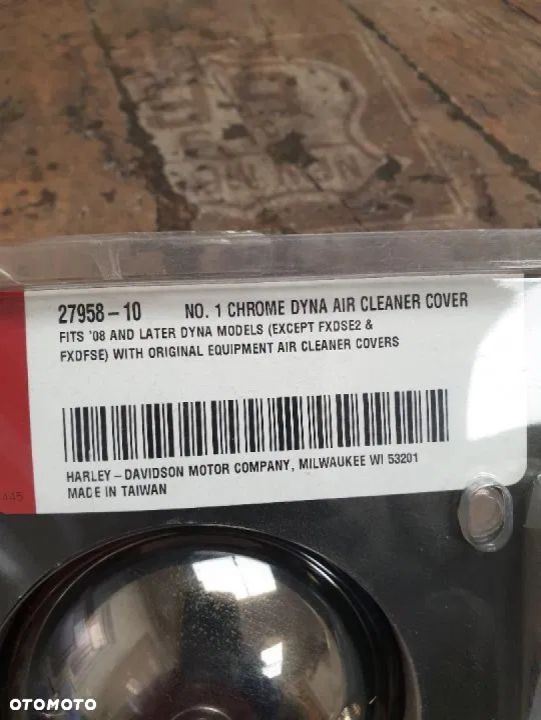 27958-10 NO. 1 CHROME DYNA AIR CLEANER COVER
FITS '08 AND LATER DYNA MODELS (EXCEPT FXDSE2 &
FXDFSE) WITH ORIGINAL EQUIPMENT AIR CLEANER COVERS
HARLEY-DAVIDSON MOTOR COMPANY, MILWAUKEE WI 53201
MADE IN TAIWAN
445
OTOMOTO